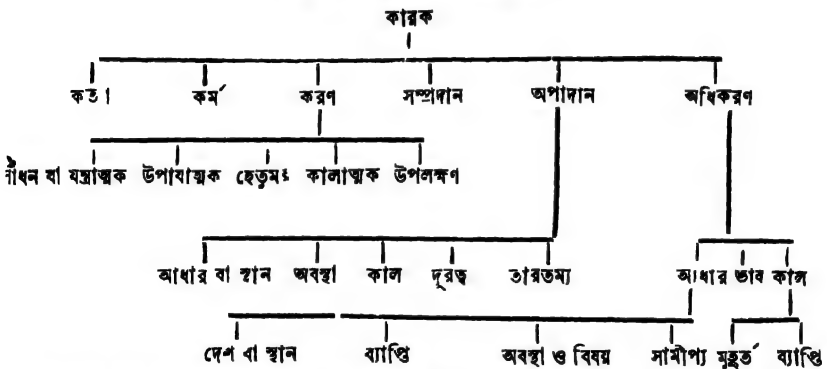 কারক
কর্তা কর্ম করণ সম্প্রদান অপাদান অধিকরণ
যন্ত্রাত্মক উপায়াত্মক হেতুময় কালাত্মক উপলক্ষণ
আধার বা স্থান অবস্থা কাল দূরত্ব তারতম্য আধার ভাব কাল
দেশ বা স্থান ব্যাপ্তি অবস্থা ও বিষয় সামীপ্য মুহূর্ত ব্যাপ্তি